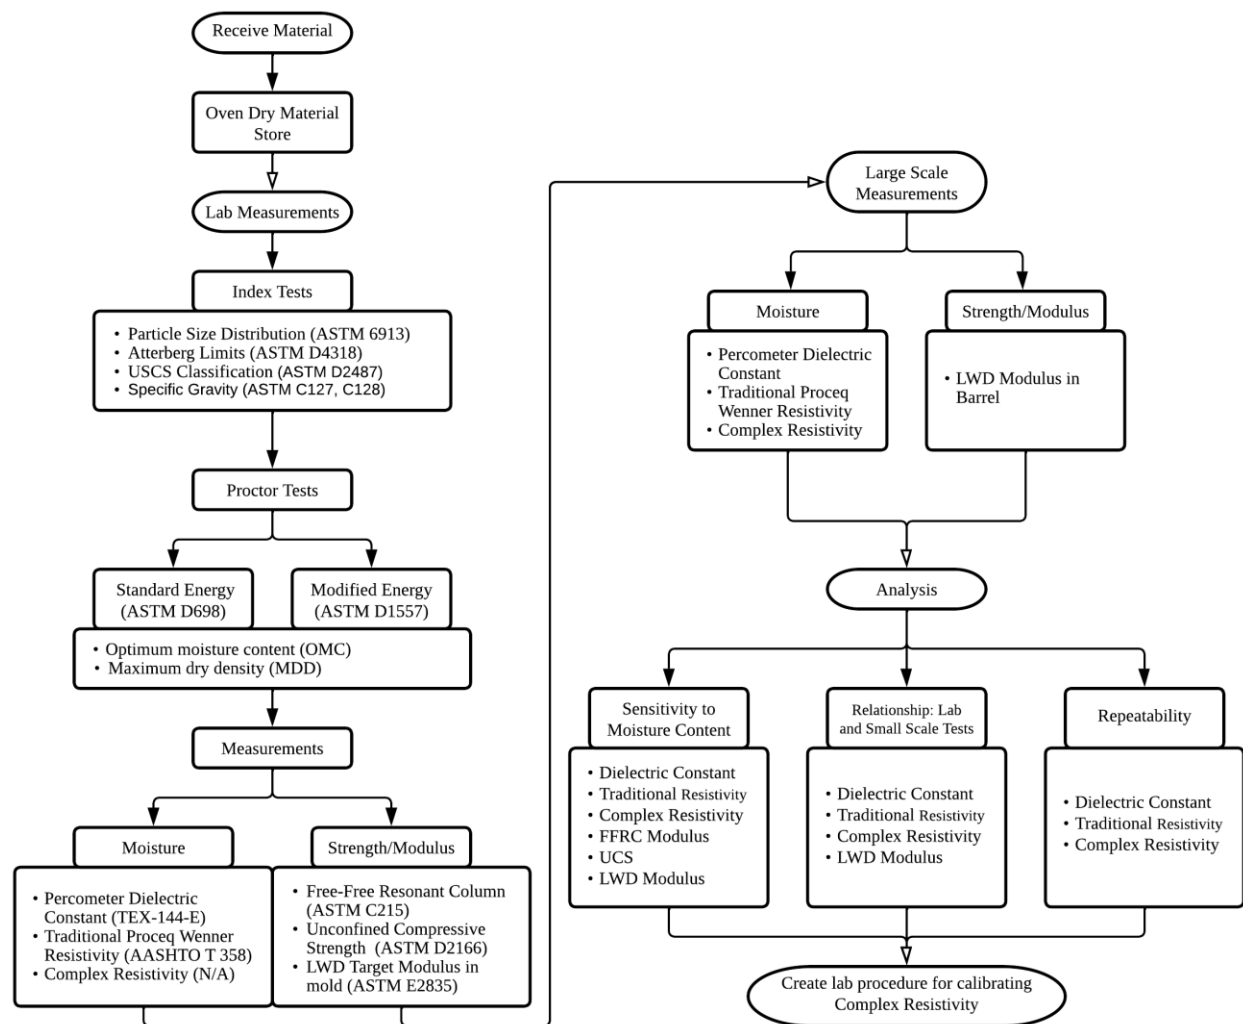 Receive Material
Oven Dry Material
Store
Lab Measurements
Index Tests
• Particle Size Distribution (ASTM 6913)
• Atterberg Limits (ASTM D4318)
• USCS Classification (ASTM D2487)
• Specific Gravity (ASTM C127, C128)
Proctor Tests
Standard Energy
(ASTM D698)
Modified Energy
(ASTM D1557)
• Optimum moisture content (OMC)
• Maximum dry density (MDD)
Measurements
Moisture
• Percometer Dielectric
Constant (TEX-144-E)
• Traditional Proceq Wenner
Resistivity (AASHTO T 358)
• Complex Resistivity (N/A)
Strength/Modulus
• Free-Free Resonant Column
(ASTM C215)
• Unconfined Compressive
Strength (ASTM D2166)
• LWD Target Modulus in
mold (ASTM E2835)
Large Scale
Measurements
Moisture
• Percometer Dielectric
Constant
• Traditional Proceq
Wenner Resistivity
• Complex Resistivity
Strength/Modulus
• LWD Modulus in
Barrel
Analysis
Sensitivity to
Moisture Content
• Dielectric Constant
• Traditional Resistivity
• Complex Resistivity
• FFRC Modulus
• UCS
• LWD Modulus
Relationship: Lab
and Small Scale Tests
• Dielectric Constant
• Traditional Resistivity
• Complex Resistivity
• LWD Modulus
Repeatability
• Dielectric Constant
• Traditional Resistivity
• Complex Resistivity
Create lab procedure for calibrating
Complex Resistivity